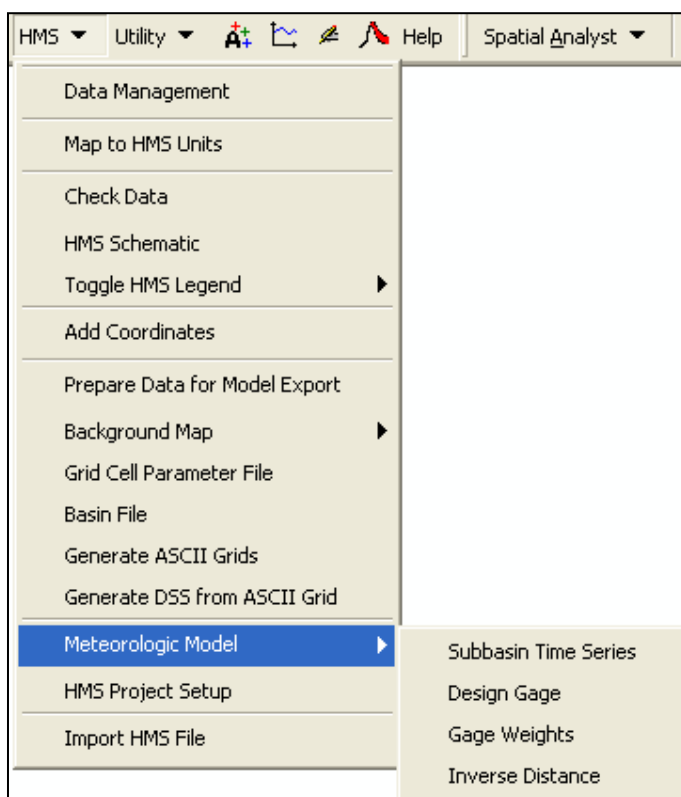 HMS Utility Help Spatial Analyst
Data Management
Map to HMS Units
Check Data
HMS Schematic
Toggle HMS Legend
Add Coordinates
Prepare Data for Model Export
Background Map
Grid Cell Parameter File
Basin File
Generate ASCII Grids
Generate DSS from ASCII Grid
Meteorologic Model
HMS Project Setup
Import HMS File
Subbasin Time Series
Design Gage
Gage Weights
Inverse Distance